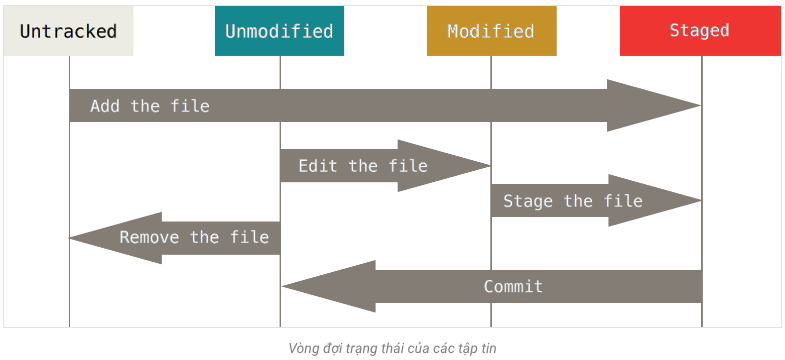 Untracked
Unmodified
Modified
Staged
Add the file
Edit the file
Stage the file
Remove the file
Commit
Vòng đợi trạng thái của các tập tin